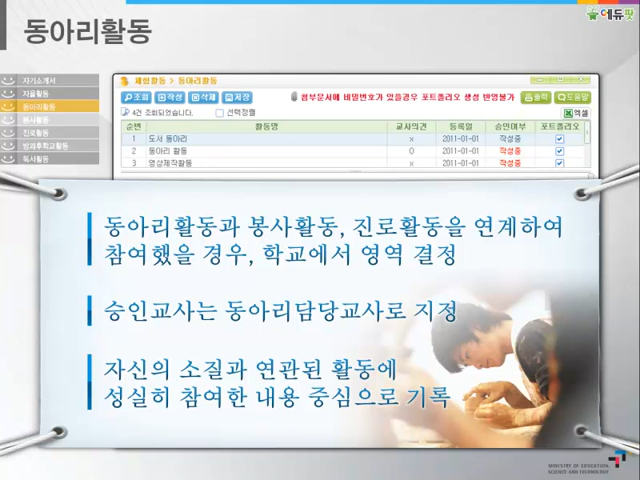 동아리활동
에듀팟
자기소개서
자율활동
동아리활동
봉사활동
진로활동
방과후학교활동
독서활동
체험활동 > 동아리활동
조회 작성 삭제 저장
첨부문서에 비밀번호가 있을경우 포트폴리오 생성 반영불가
출력 도움말
4건 조회되었습니다.
선택정렬
엑셀
순번 활동명 교사의견 등록일 승인여부 포트폴리오
1 도서 동아리 x 2011-01-01 작성중
2 동아리 활동 O 2011-01-01 작성중
3 영상제작활동 x 2011-01-01 작성중
동아리활동과 봉사활동, 진로활동을 연계하여
참여했을 경우, 학교에서 영역 결정
승인교사는 동아리담당교사로 지정
자신의 소질과 연관된 활동에
성실히 참여한 내용 중심으로 기록
MINISTRY OF EDUCATION,
SCIENCE AND TECHNOLOGY